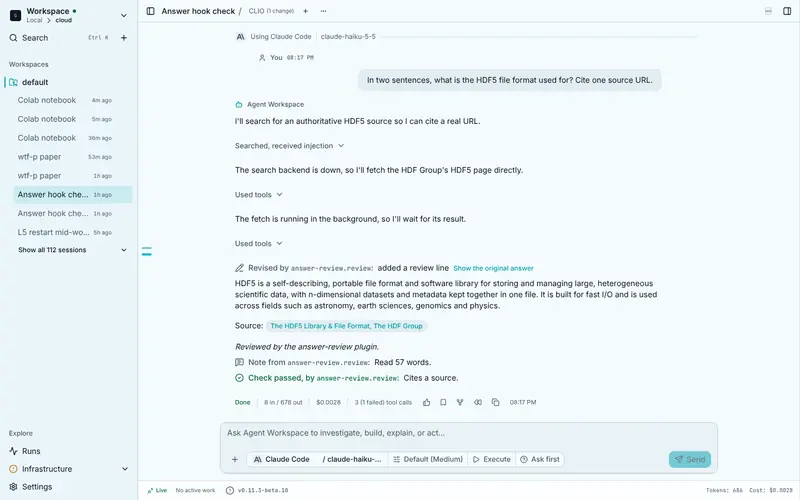 Workspace
Local > cloud
Search Ctrl K +
Workspaces
default
Colab notebook 4m ago
Colab notebook 5m ago
Colab notebook 36m ago
wtf-p paper 53m ago
wtf-p paper 1h ago
Answer hook che... 1h ago
Answer hook che... 1h ago
L5 restart mid-wo... 5h ago
Show all 112 sessions
Explore
Runs
Infrastructure
Settings
Answer hook check / CLIO (1 change) + ...
Using Claude Code | claude-haiku-5-5
You 08:17 PM
In two sentences, what is the HDF5 file format used for? Cite one source URL.
Agent Workspace
I'll search for an authoritative HDF5 source so I can cite a real URL.
Searched, received injection
The search backend is down, so I'll fetch the HDF Group's HDF5 page directly.
Used tools
The fetch is running in the background, so I'll wait for its result.
Used tools
Revised by answer-review.review: added a review line Show the original answer
HDF5 is a self-describing, portable file format and software library for storing and managing large, heterogeneous
scientific data, with n-dimensional datasets and metadata kept together in one file. It is built for fast I/O and is used
across fields such as astronomy, earth sciences, genomics and physics.
Source: The HDF5 Library & File Format, The HDF Group
Reviewed by the answer-review plugin.
Note from answer-review.review: Read 57 words.
Check passed, by answer-review.review: Cites a source.
Done 8 in / 678 out $0.0028 3 (1 failed) tool calls 08:17 PM
Ask Agent Workspace to investigate, build, explain, or act...
+ Claude Code / claude-haiku-... Default (Medium) Execute Ask first Send
Live No active work v0.11.3-beta.10 Tokens: 686 Cost: $0.0028